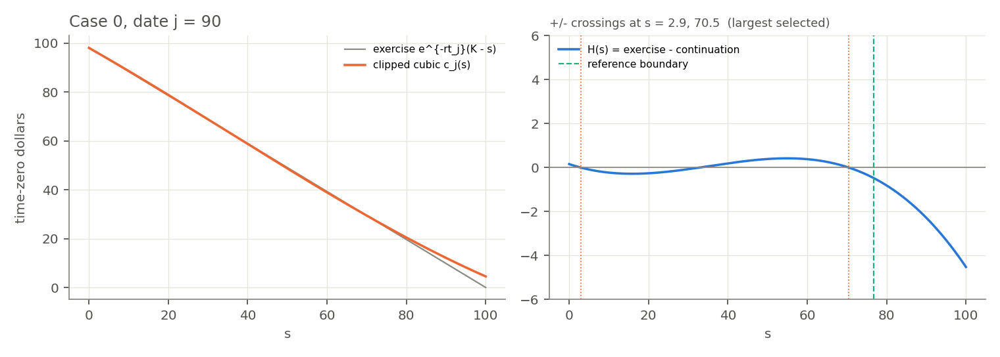 Case 0, date j = 90
exercise e^{-rt_j}(K - s)
clipped cubic c_j(s)
time-zero dollars
100
80
60
40
20
0
0
20
40
60
80
100
s
+/- crossings at s = 2.9, 70.5  (largest selected)
H(s) = exercise - continuation
reference boundary
6
4
2
0
−2
−4
−6
0
20
40
60
80
100
s